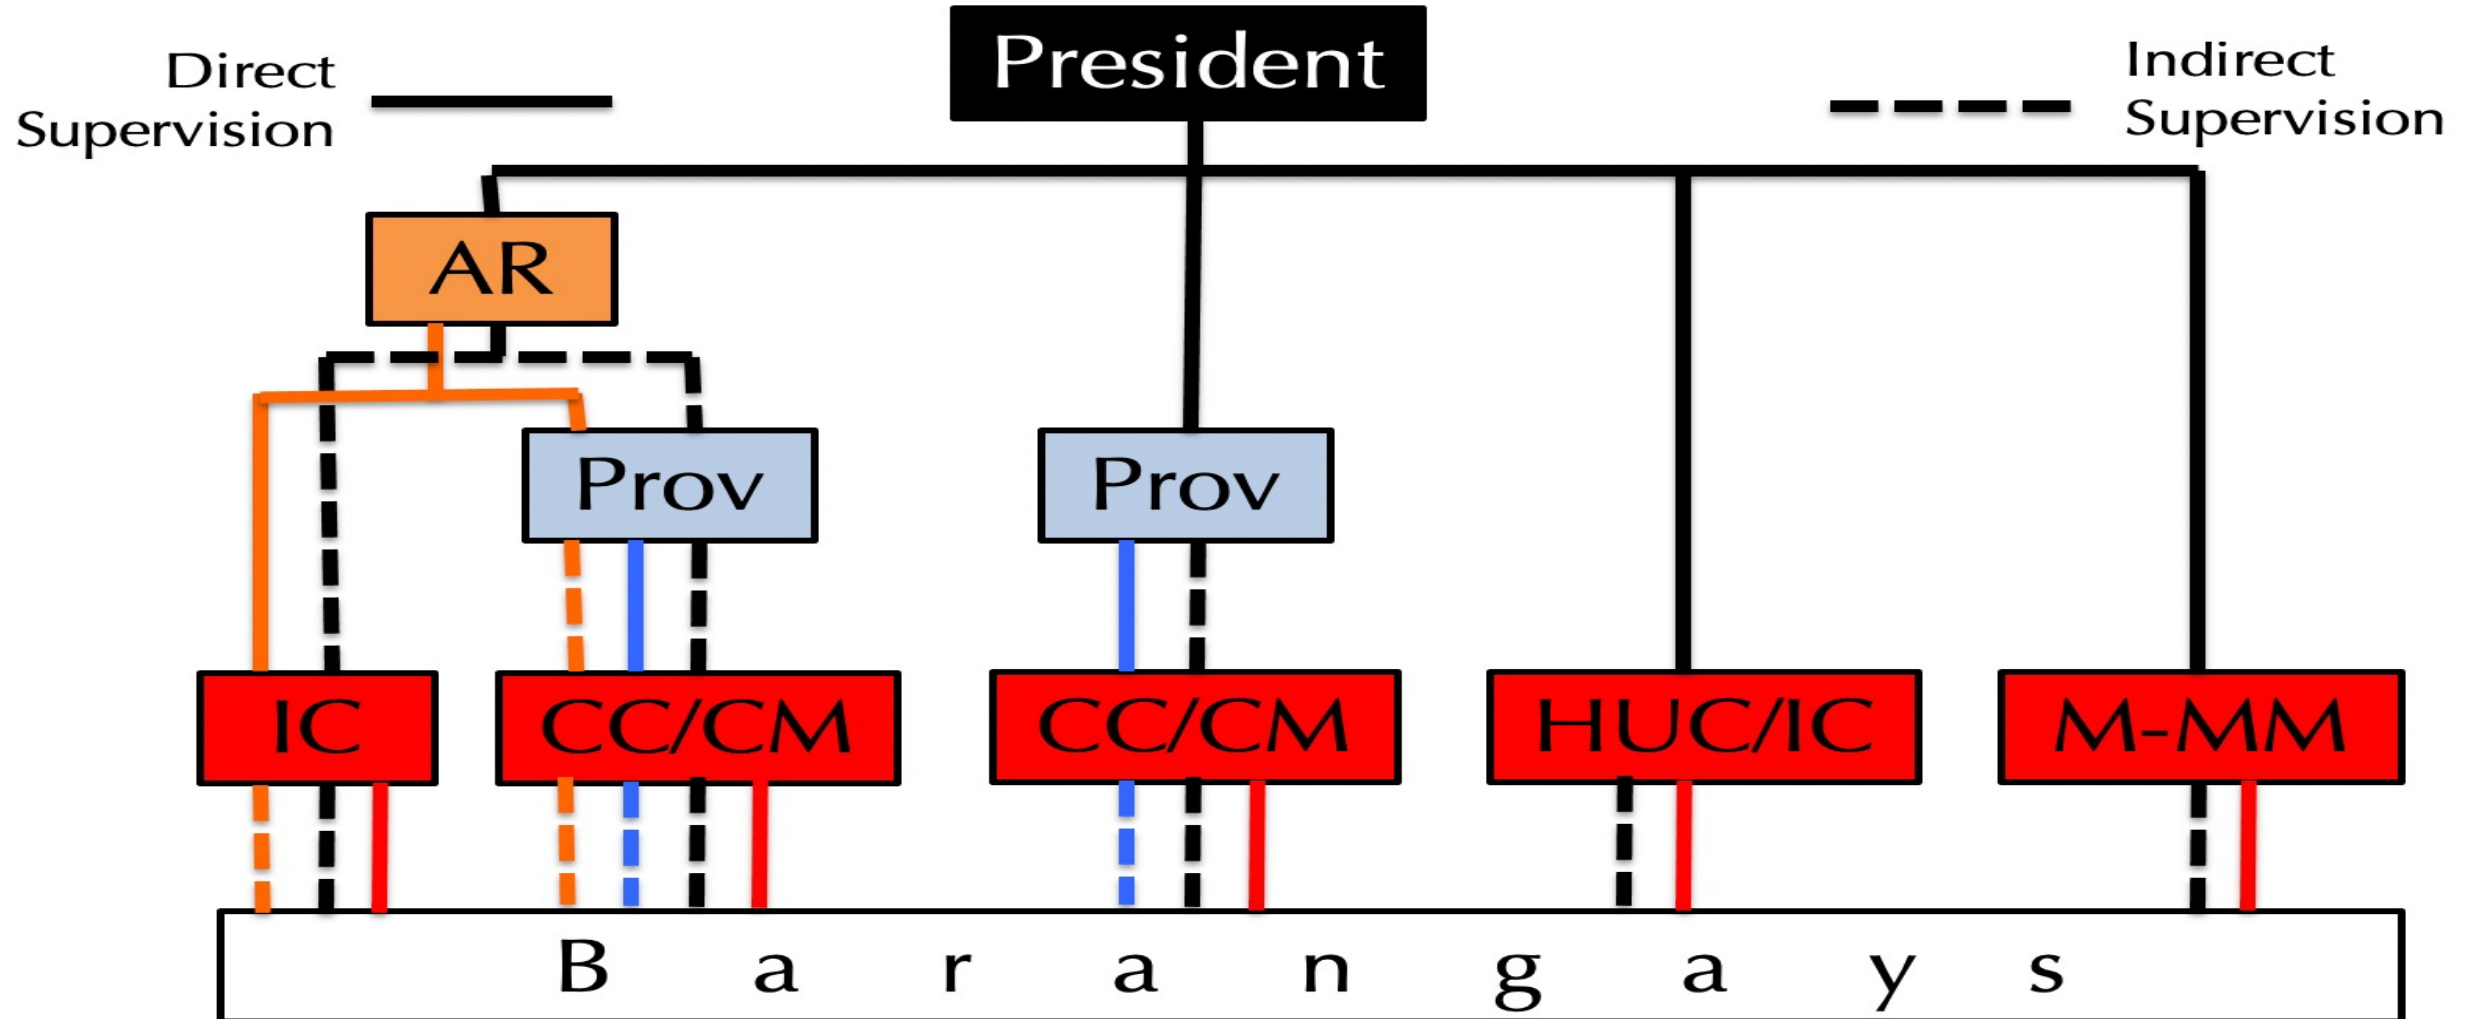 President
Direct
Supervision
Indirect
Supervision
AR
Prov
Prov
IC
CC/CM
CC/CM
HUC/IC
M-MM
B a r a n g a y s